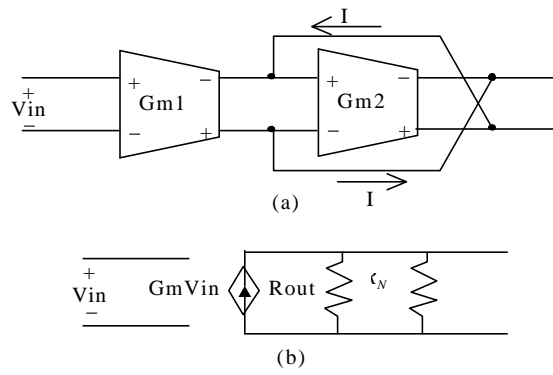 I
+ − + −
Gm1 Gm2
+
Vin
−
− + − +
I
(a)
+
Vin
−
GmVin Rout
(b)